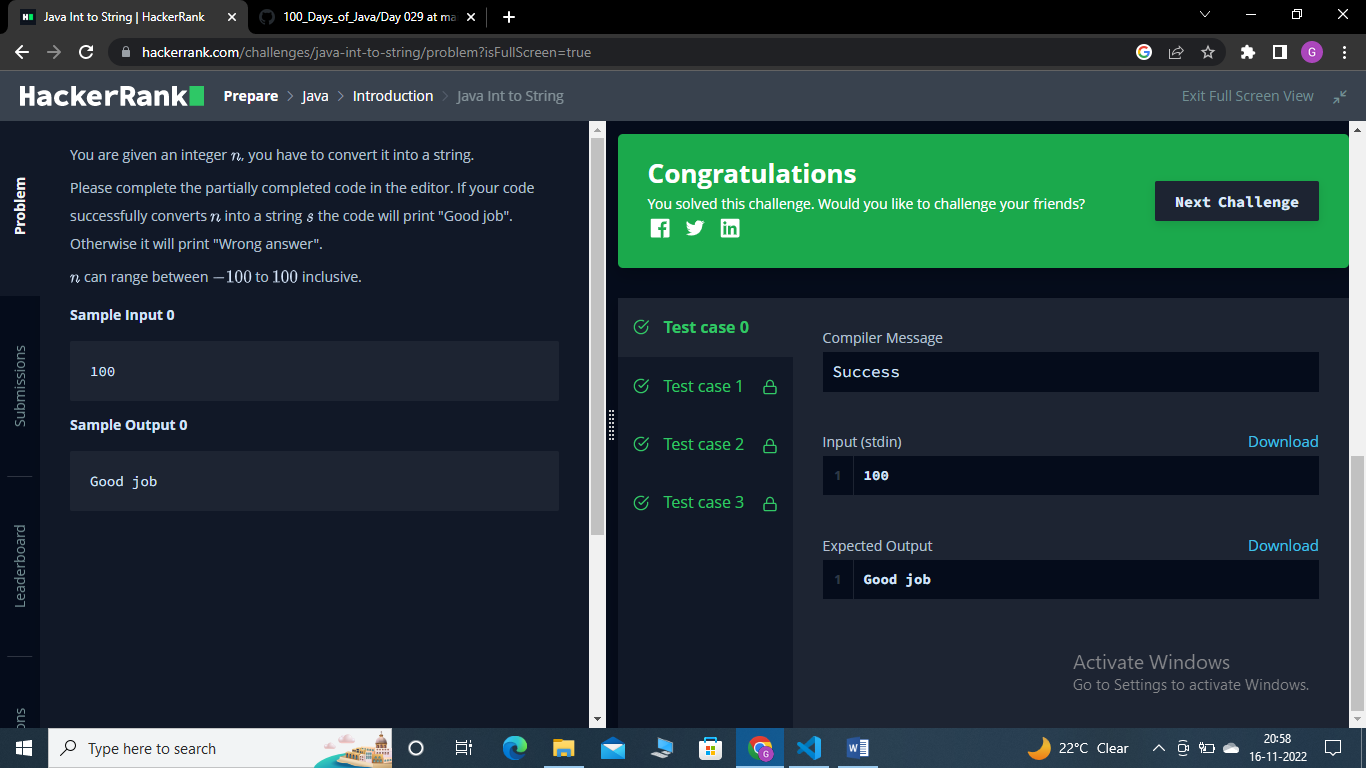 Java Int to String | HackerRank
100_Days_of_Java/Day 029 at ma
hackerrank.com/challenges/java-int-to-string/problem?isFullScreen=true
G
HackerRank
Prepare > Java > Introduction > Java Int to String
Exit Full Screen View
Problem
Submissions
Leaderboard
ons
You are given an integer n, you have to convert it into a string.
Please complete the partially completed code in the editor. If your code
successfully converts n into a string s the code will print "Good job".
Otherwise it will print "Wrong answer".
n can range between −100 to 100 inclusive.
Sample Input 0
100
Sample Output 0
Good job
Congratulations
You solved this challenge. Would you like to challenge your friends?
Next Challenge
Test case 0
Test case 1
Test case 2
Test case 3
Compiler Message
Success
Input (stdin)
Download
1 100
Expected Output
Download
1 Good job
Activate Windows
Go to Settings to activate Windows.
Type here to search
22°C Clear
20:58
16-11-2022